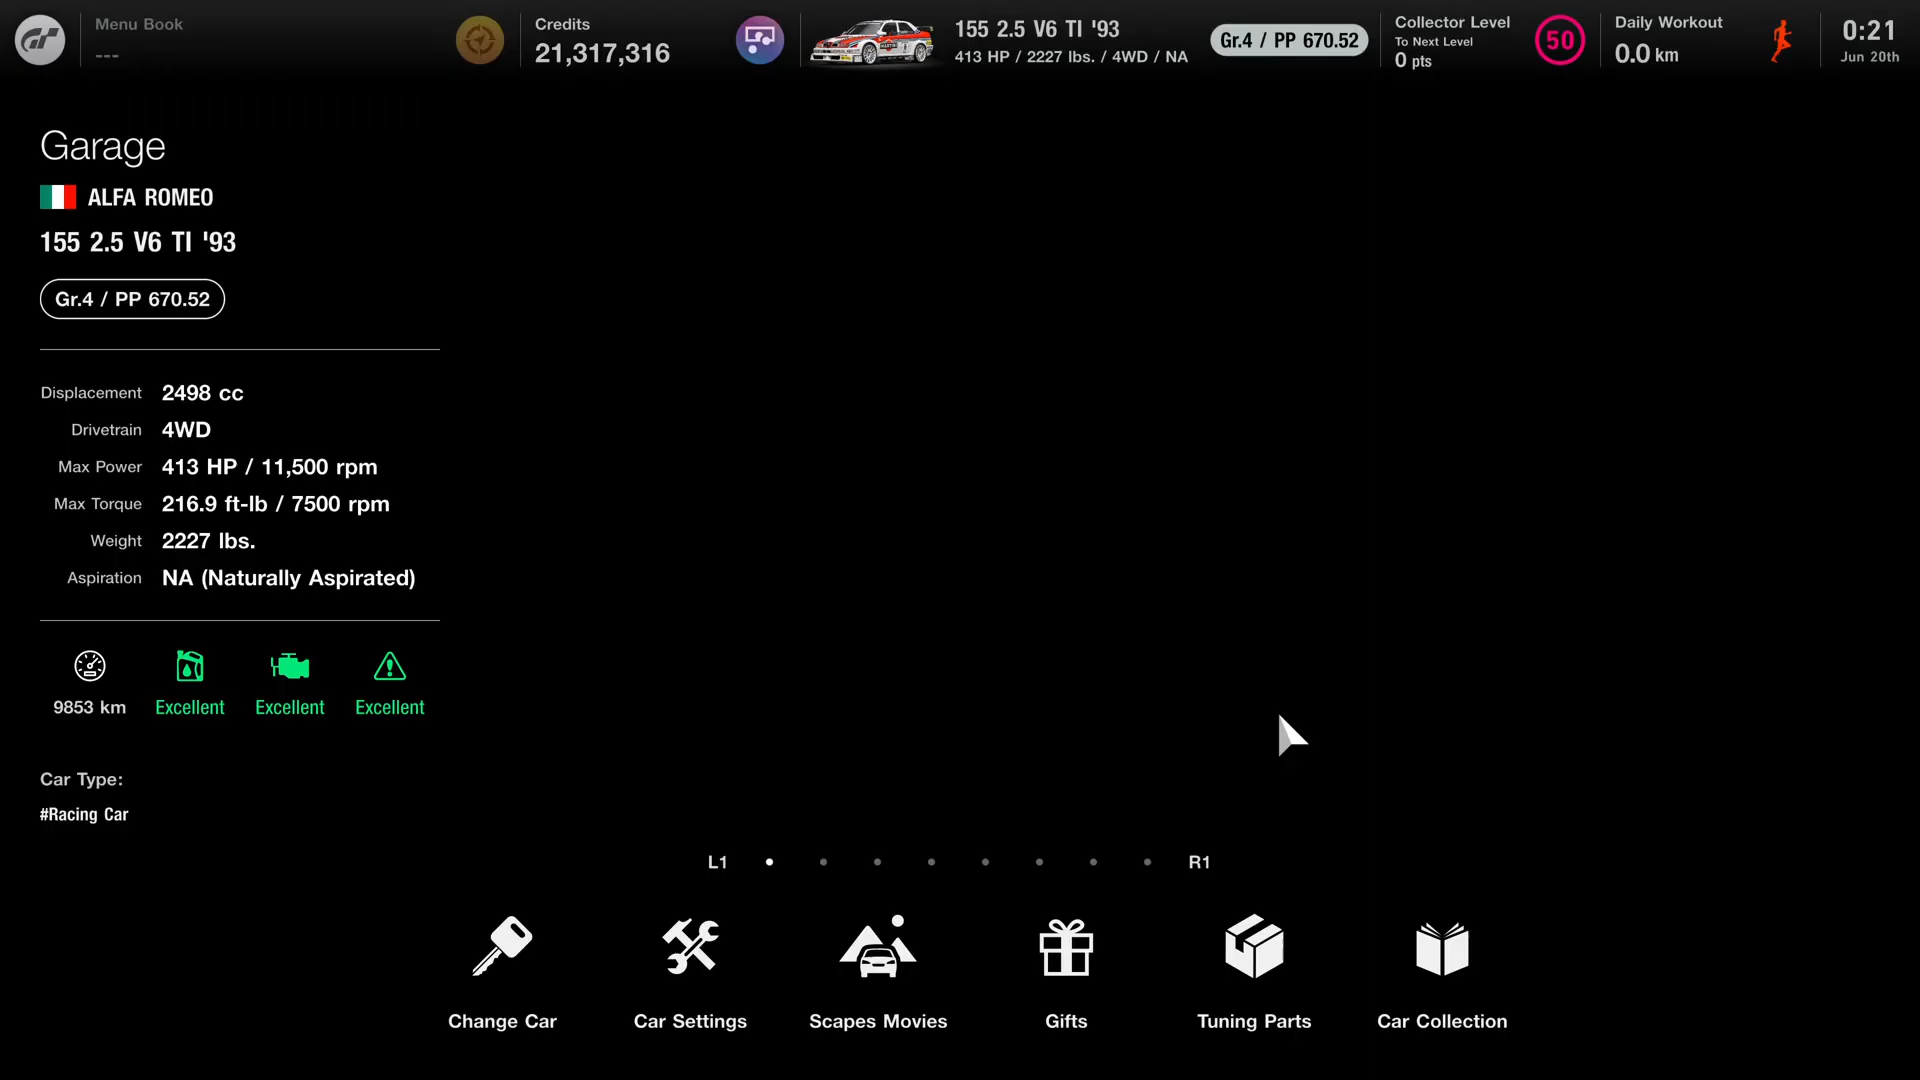 Menu Book
---
Credits
21,317,316
155 2.5 V6 TI '93
413 HP / 2227 lbs. / 4WD / NA
Gr.4 / PP 670.52
Collector Level
To Next Level
0 pts
50
Daily Workout
0.0 km
0:21
Jun 20th
Garage
ALFA ROMEO
155 2.5 V6 TI '93
Gr.4 / PP 670.52
Displacement 2498 cc
Drivetrain 4WD
Max Power 413 HP / 11,500 rpm
Max Torque 216.9 ft-lb / 7500 rpm
Weight 2227 lbs.
Aspiration NA (Naturally Aspirated)
9853 km Excellent Excellent Excellent
Car Type:
#Racing Car
L1 R1
Change Car Car Settings Scapes Movies Gifts Tuning Parts Car Collection